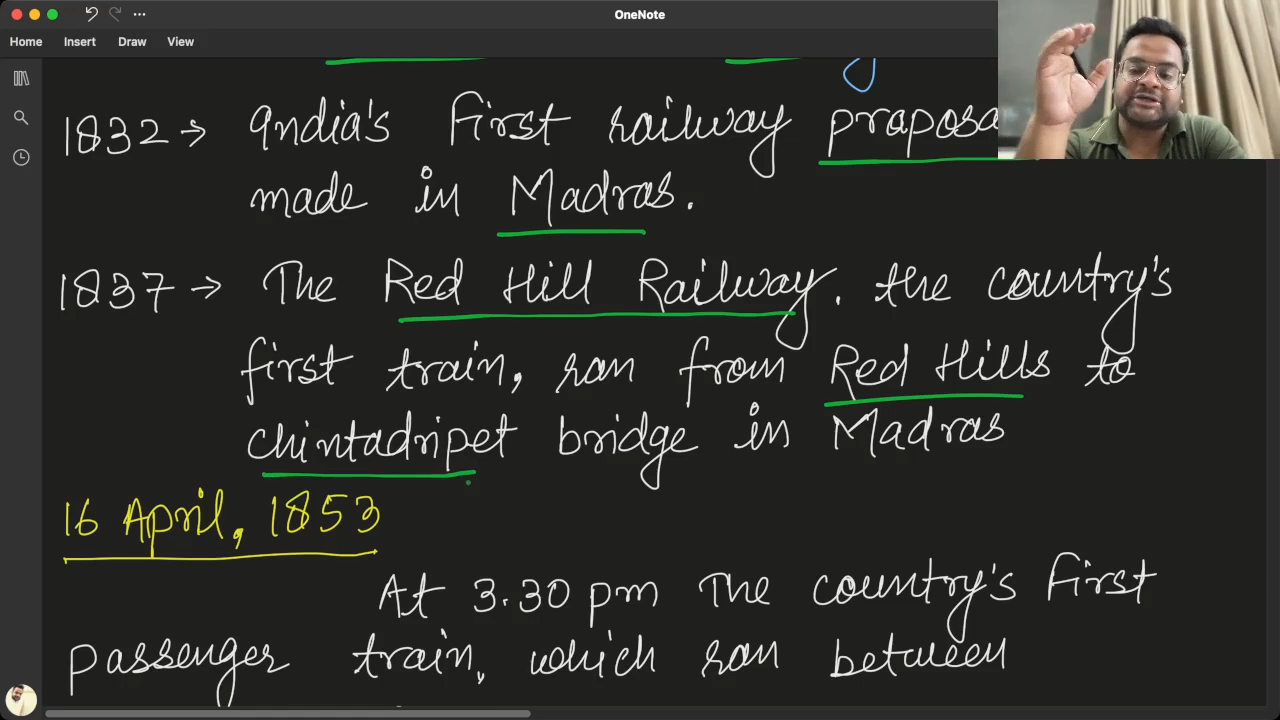 OneNote
Home Insert Draw View
1832 → India's First railway praposa
made in Madras.
1837 → The Red Hill Railway. the country's
first train, ran from Red Hills to
chintadripet bridge in Madras
16 April, 1853
At 3.30 pm The country's First
passenger train, which ran between